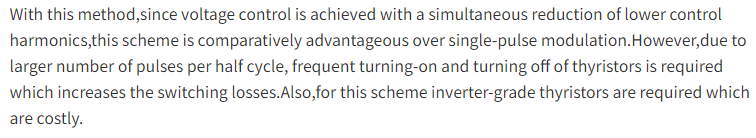 With this method,since voltage control is achieved with a simultaneous reduction of lower control
harmonics,this scheme is comparatively advantageous over single-pulse modulation.However,due to
larger number of pulses per half cycle, frequent turning-on and turning off of thyristors is required
which increases the switching losses.Also,for this scheme inverter-grade thyristors are required which
are costly.